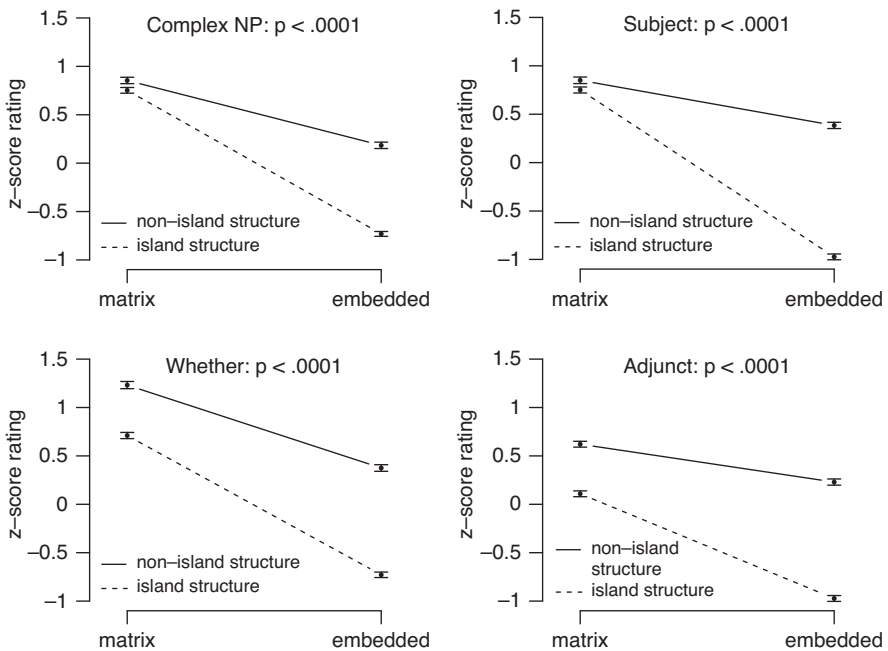 Complex NP: p < .0001
z–score rating
1.5
1
0.5
0
−0.5
−1
non–island structure
island structure
matrix embedded
Subject: p < .0001
z–score rating
1.5
1
0.5
0
−0.5
−1
non–island structure
island structure
matrix embedded
Whether: p < .0001
z–score rating
1.5
1
0.5
0
−0.5
−1
non–island structure
island structure
matrix embedded
Adjunct: p < .0001
z–score rating
1.5
1
0.5
0
−0.5
−1
non–island
structure
island structure
matrix embedded